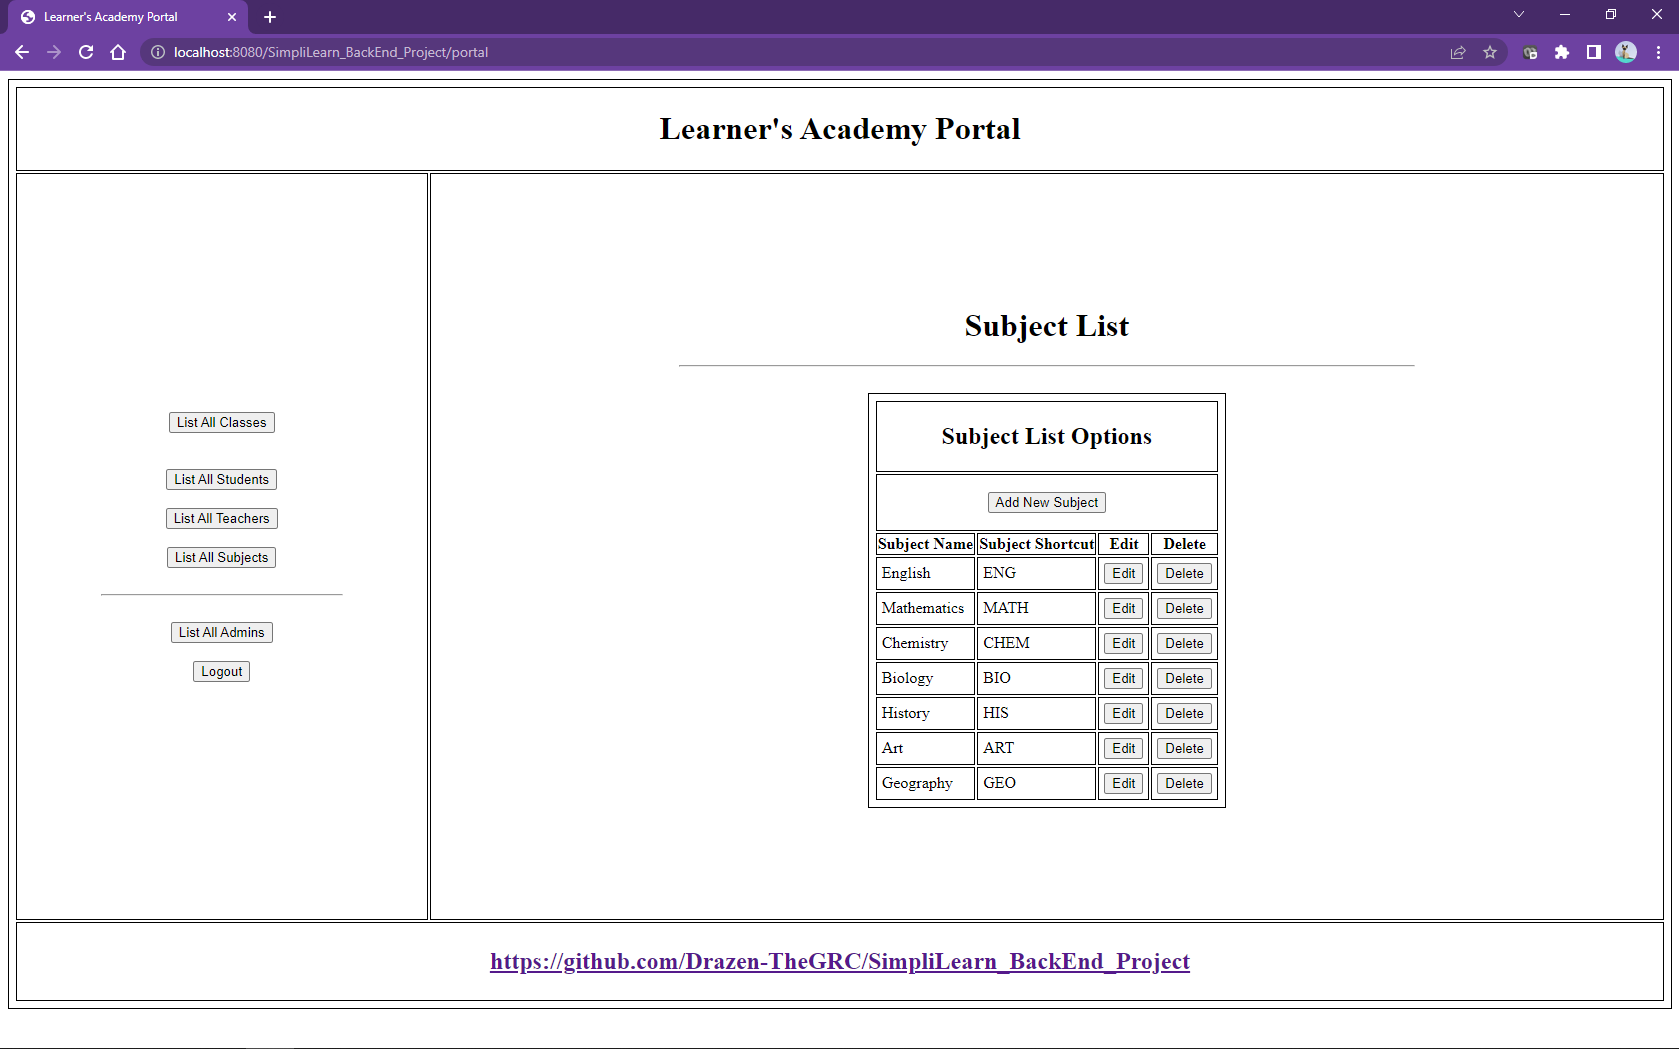 Learner's Academy Portal
localhost:8080/SimpliLearn_BackEnd_Project/portal
Learner's Academy Portal
List All Classes
List All Students
List All Teachers
List All Subjects
List All Admins
Logout
Subject List
Subject List Options
Add New Subject
Subject Name Subject Shortcut Edit Delete
English ENG Edit Delete
Mathematics MATH Edit Delete
Chemistry CHEM Edit Delete
Biology BIO Edit Delete
History HIS Edit Delete
Art ART Edit Delete
Geography GEO Edit Delete
https://github.com/Drazen-TheGRC/SimpliLearn_BackEnd_Project